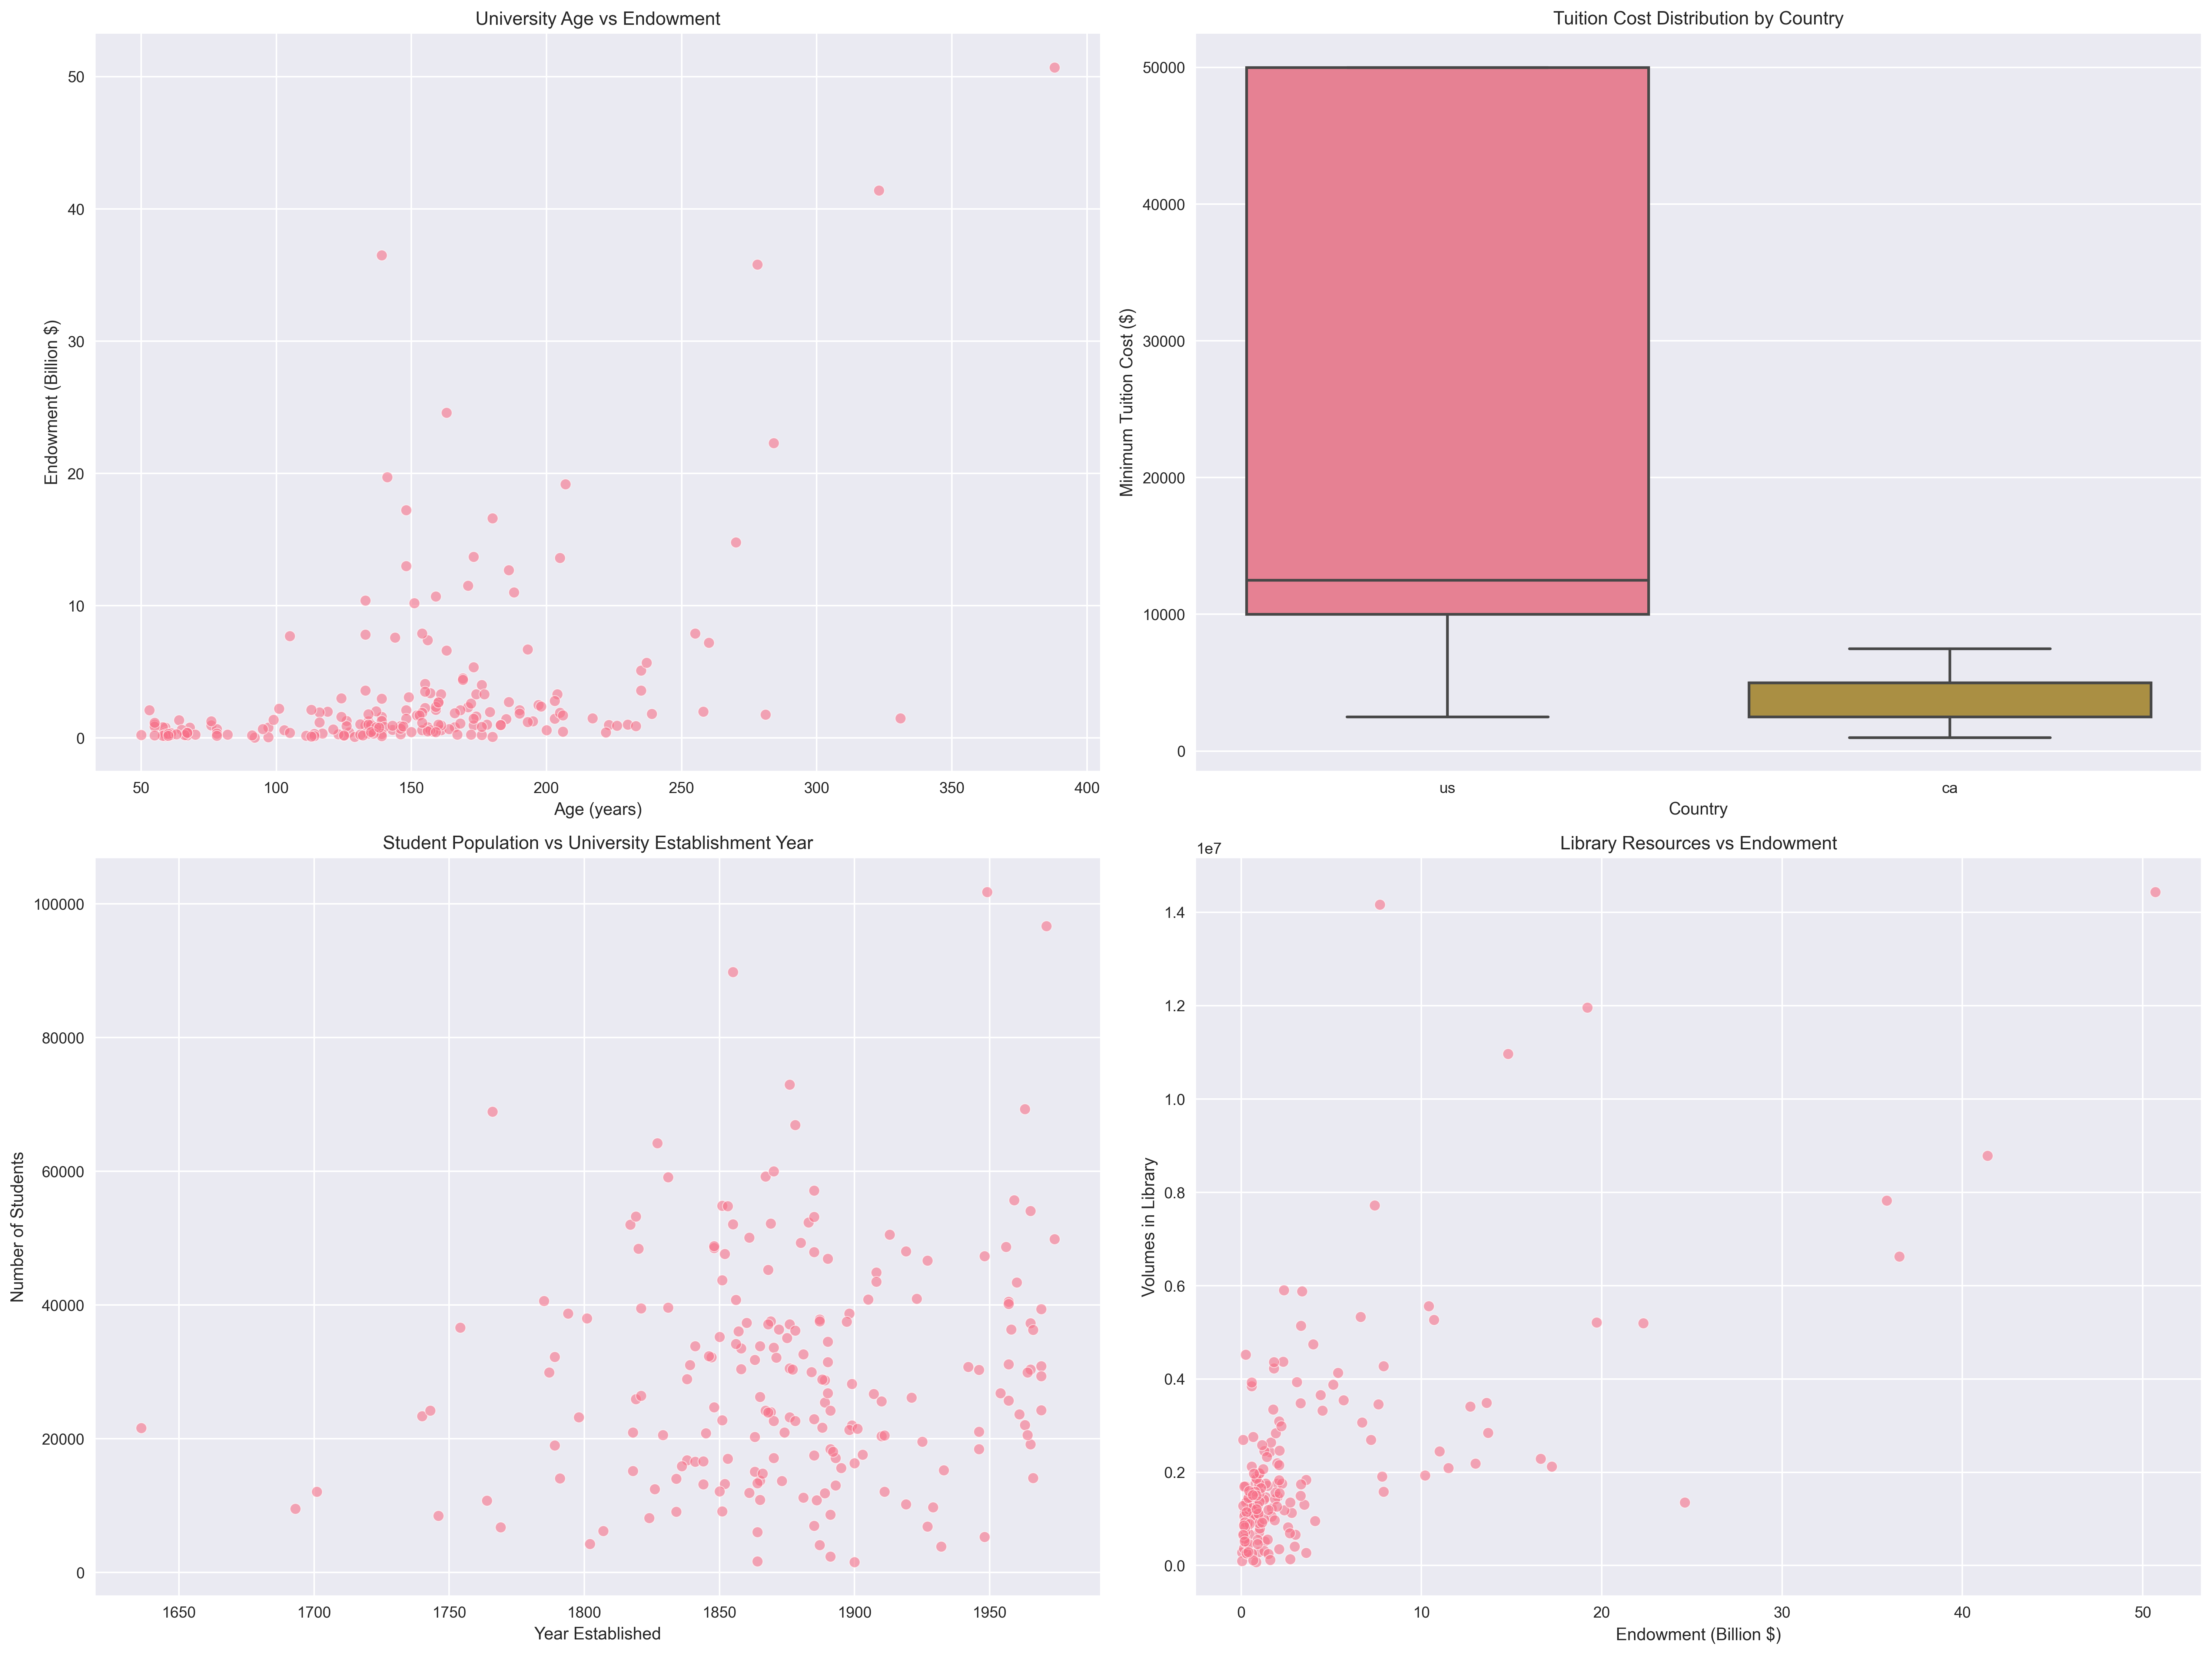 University Age vs Endowment
Endowment (Billion $)
50
40
30
20
10
0
50 100 150 200 250 300 350 400
Age (years)
Tuition Cost Distribution by Country
Minimum Tuition Cost ($)
50000
40000
30000
20000
10000
0
us ca
Country
Student Population vs University Establishment Year
Number of Students
100000
80000
60000
40000
20000
0
1650 1700 1750 1800 1850 1900 1950
Year Established
Library Resources vs Endowment
1e7
Volumes in Library
1.4
1.2
1.0
0.8
0.6
0.4
0.2
0.0
0 10 20 30 40 50
Endowment (Billion $)